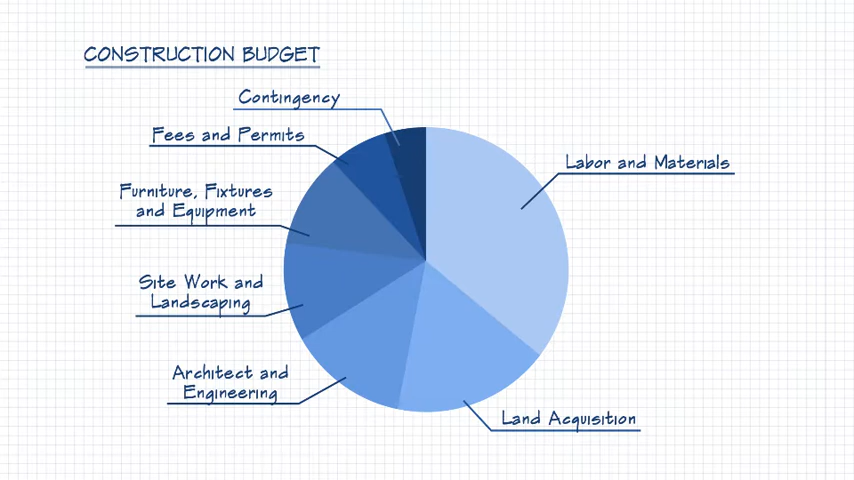 CONSTRUCTION BUDGET
Contingency
Fees and Permits
Labor and Materials
Furniture, Fixtures
and Equipment
Site Work and
Landscaping
Architect and
Engineering
Land Acquisition